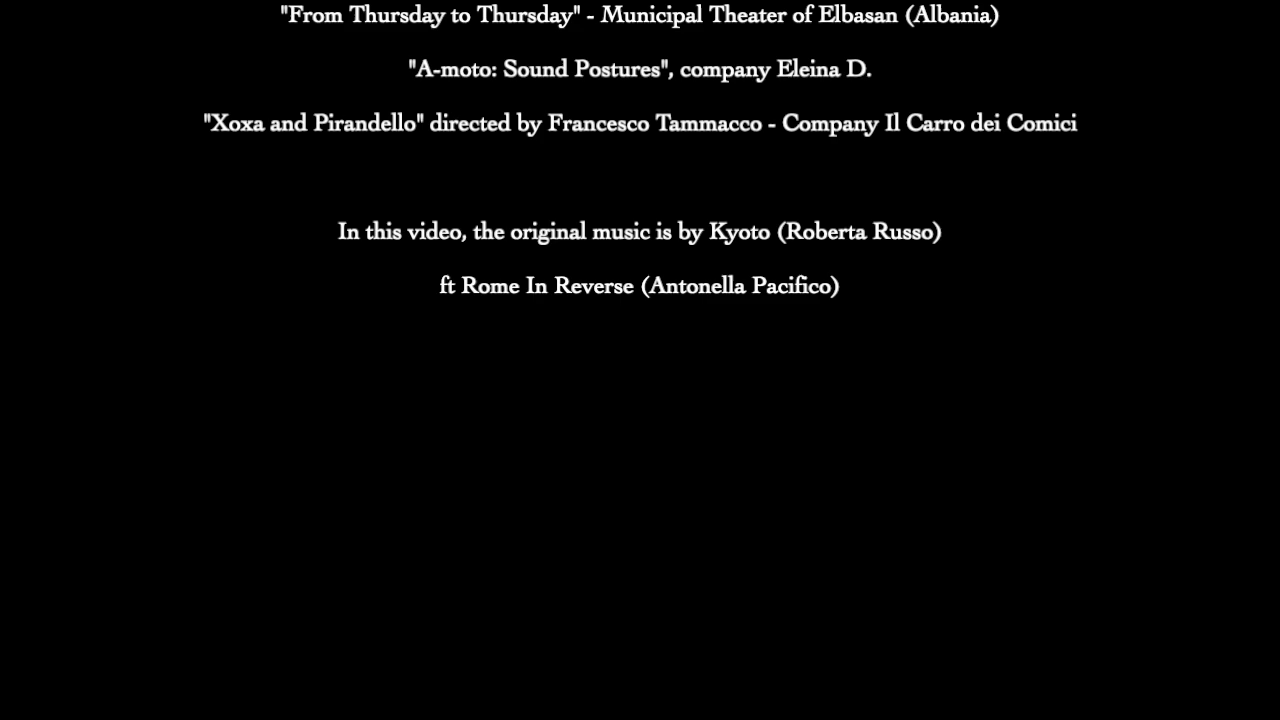 "From Thursday to Thursday" - Municipal Theater of Elbasan (Albania)
"A-moto: Sound Postures", company Eleina D.
"Xoxa and Pirandello" directed by Francesco Tammacco - Company Il Carro dei Comici
In this video, the original music is by Kyoto (Roberta Russo)
ft Rome In Reverse (Antonella Pacifico)